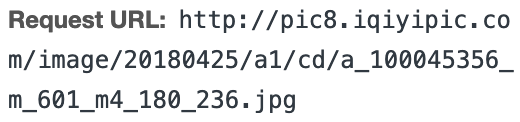 Request URL: http://pic8.iqiyipic.co
m/image/20180425/a1/cd/a_100045356_
m_601_m4_180_236.jpg